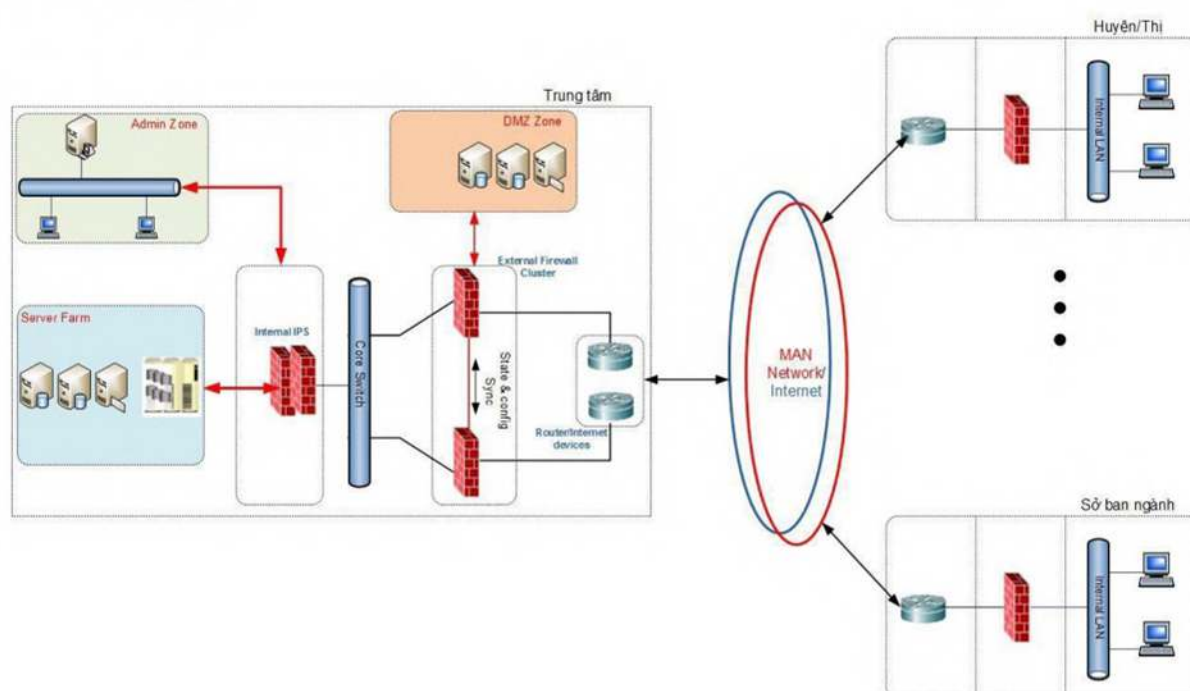 Huyện/Thị
Trung tâm
Admin Zone
DMZ Zone
Internal LAN
External Firewall
Cluster
Server Farm
Internal IPS
Core Switch
State & config
Sync
MAN
Network/
Internet
Router/Internet
devices
Sở ban ngành
Internal LAN